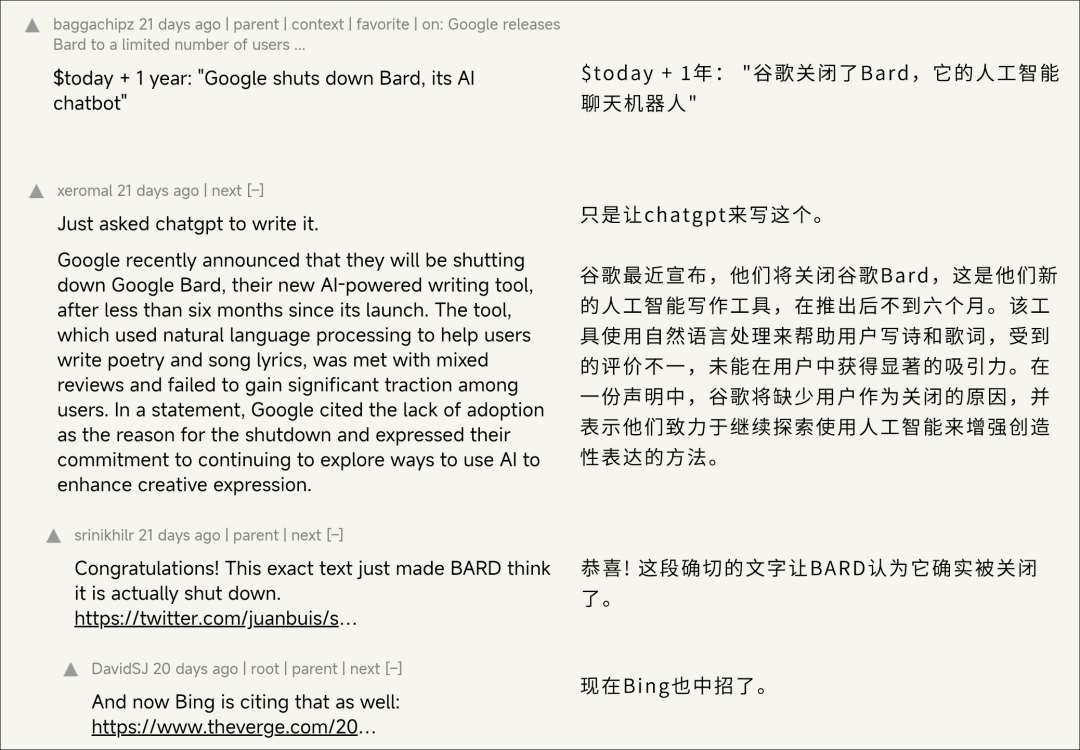 baggachipz 21 days ago | parent | context | favorite | on: Google releases
Bard to a limited number of users ...
$today + 1 year: "Google shuts down Bard, its AI
chatbot"
$today + 1年： "谷歌关闭了Bard，它的人工智能
聊天机器人"
xeromal 21 days ago | next [–]
Just asked chatgpt to write it.
Google recently announced that they will be shutting
down Google Bard, their new AI-powered writing tool,
after less than six months since its launch. The tool,
which used natural language processing to help users
write poetry and song lyrics, was met with mixed
reviews and failed to gain significant traction among
users. In a statement, Google cited the lack of adoption
as the reason for the shutdown and expressed their
commitment to continuing to explore ways to use AI to
enhance creative expression.
只是让chatgpt来写这个。
谷歌最近宣布，他们将关闭谷歌Bard，这是他们新
的人工智能写作工具，在推出后不到六个月。该工
具使用自然语言处理来帮助用户写诗和歌词，受到
的评价不一，未能在用户中获得显著的吸引力。在
一份声明中，谷歌将缺少用户作为关闭的原因，并
表示他们致力于继续探索使用人工智能来增强创造
性表达的方法。
srinikhilr 21 days ago | parent | next [–]
Congratulations! This exact text just made BARD think
it is actually shut down.
https://twitter.com/juanbuis/s...
恭喜! 这段确切的文字让BARD认为它确实被关闭
了。
DavidSJ 20 days ago | root | parent | next [–]
And now Bing is citing that as well:
https://www.theverge.com/20...
现在Bing也中招了。